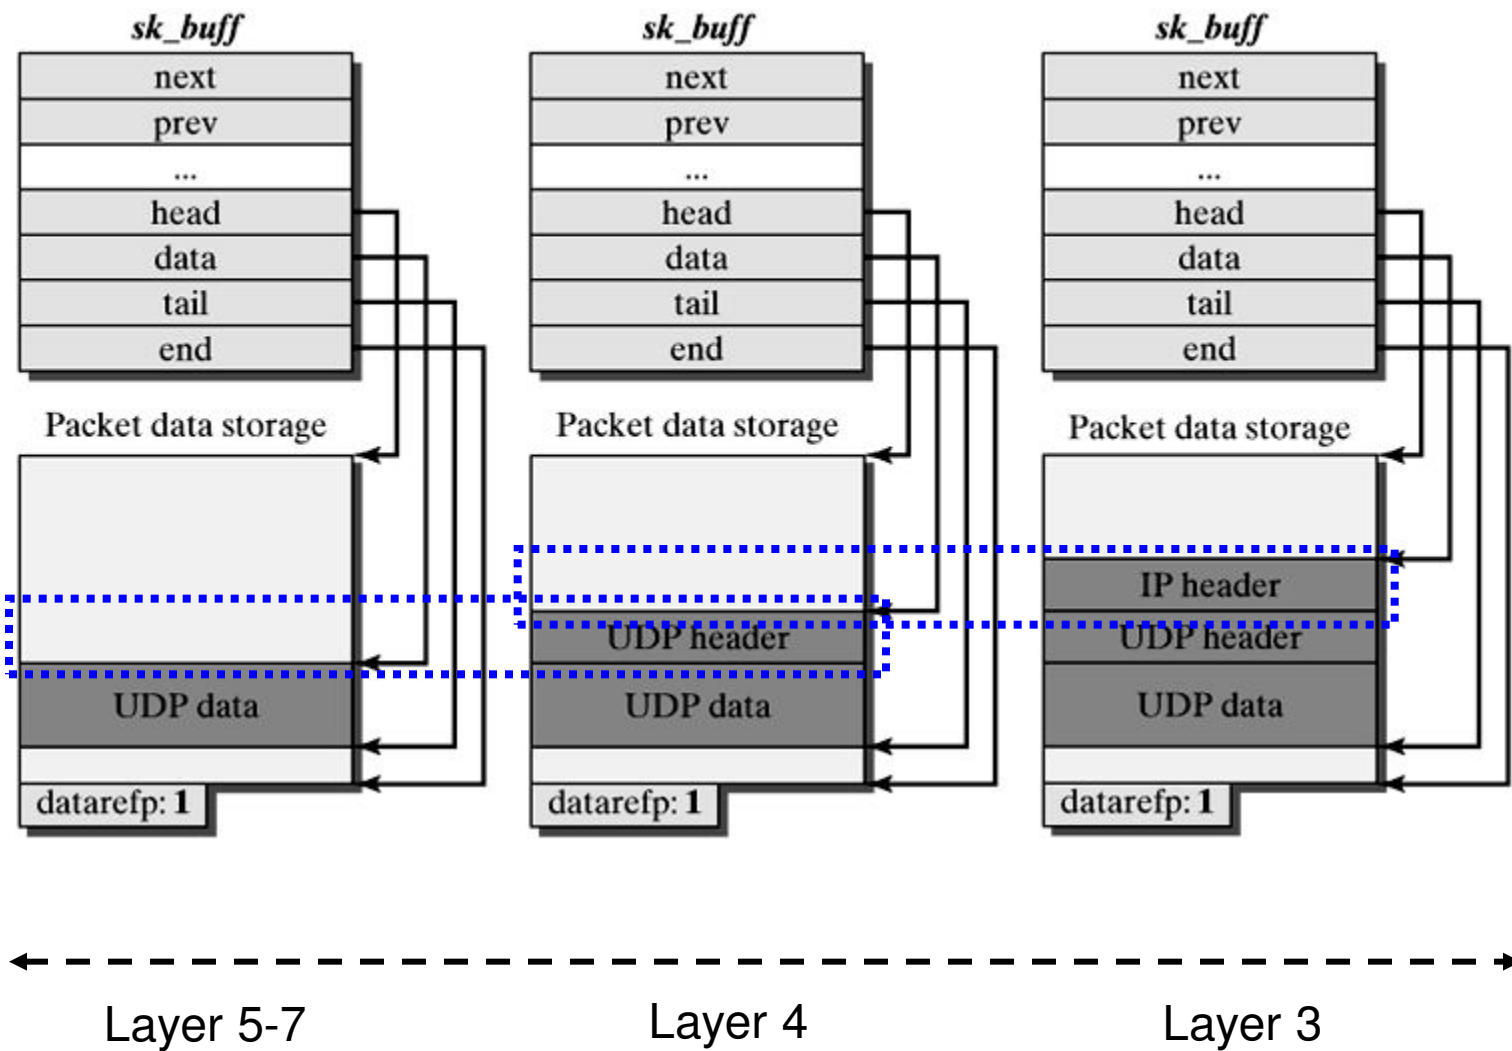 sk_buff
next
prev
...
head
data
tail
end
Packet data storage
UDP data
datarefp: 1
Layer 5-7
sk_buff
next
prev
...
head
data
tail
end
Packet data storage
UDP header
UDP data
datarefp: 1
Layer 4
sk_buff
next
prev
...
head
data
tail
end
Packet data storage
IP header
UDP header
UDP data
datarefp: 1
Layer 3